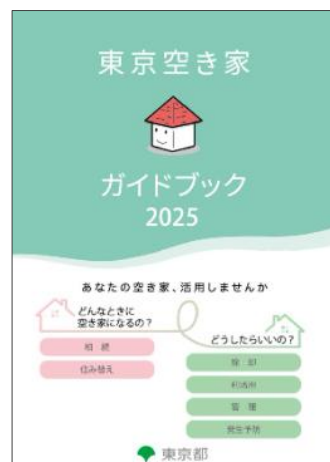 東京空き家
ガイドブック
2025
あなたの空き家、活用しませんか
どんなときに
空き家になるの？
相続
住み替え
どうしたらいいの？
利活用
管理
発生予防
東京都